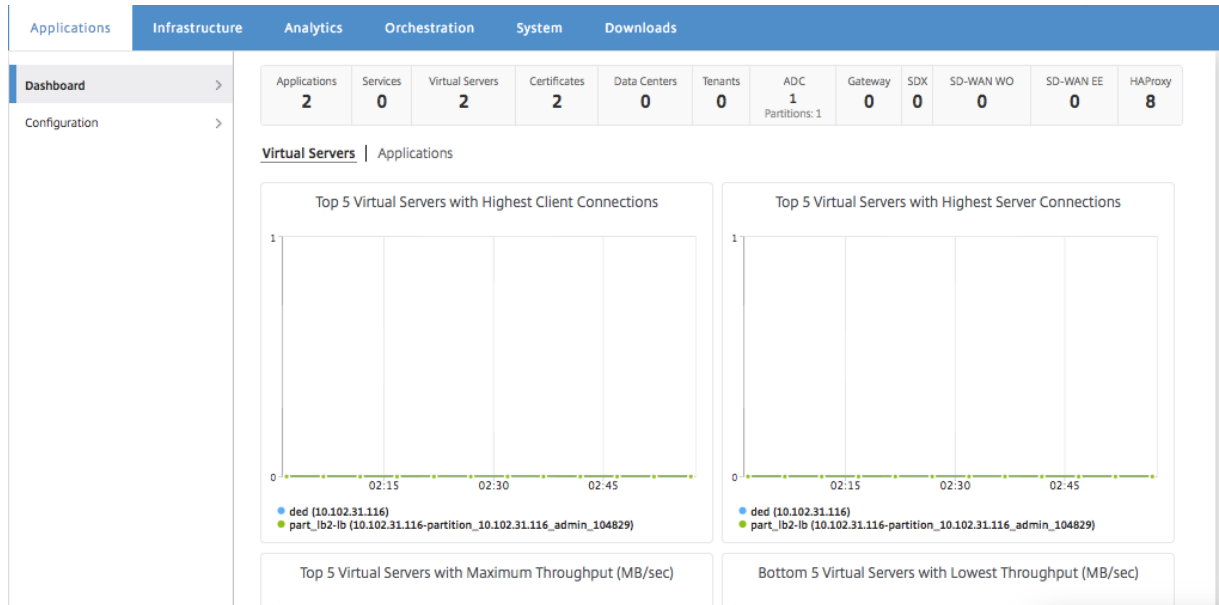 Applications Infrastructure Analytics Orchestration System Downloads
Dashboard
Configuration
Applications Services Virtual Servers Certificates Data Centers Tenants ADC Gateway SDX SD-WAN WO SD-WAN EE HAProxy
2 0 2 2 0 0 1 0 0 0 0 8
Partitions: 1
Virtual Servers | Applications
Top 5 Virtual Servers with Highest Client Connections
1
0
02:15 02:30 02:45
ded (10.102.31.116)
part_lb2-lb (10.102.31.116-partition_10.102.31.116_admin_104829)
Top 5 Virtual Servers with Highest Server Connections
1
0
02:15 02:30 02:45
ded (10.102.31.116)
part_lb2-lb (10.102.31.116-partition_10.102.31.116_admin_104829)
Top 5 Virtual Servers with Maximum Throughput (MB/sec)
Bottom 5 Virtual Servers with Lowest Throughput (MB/sec)